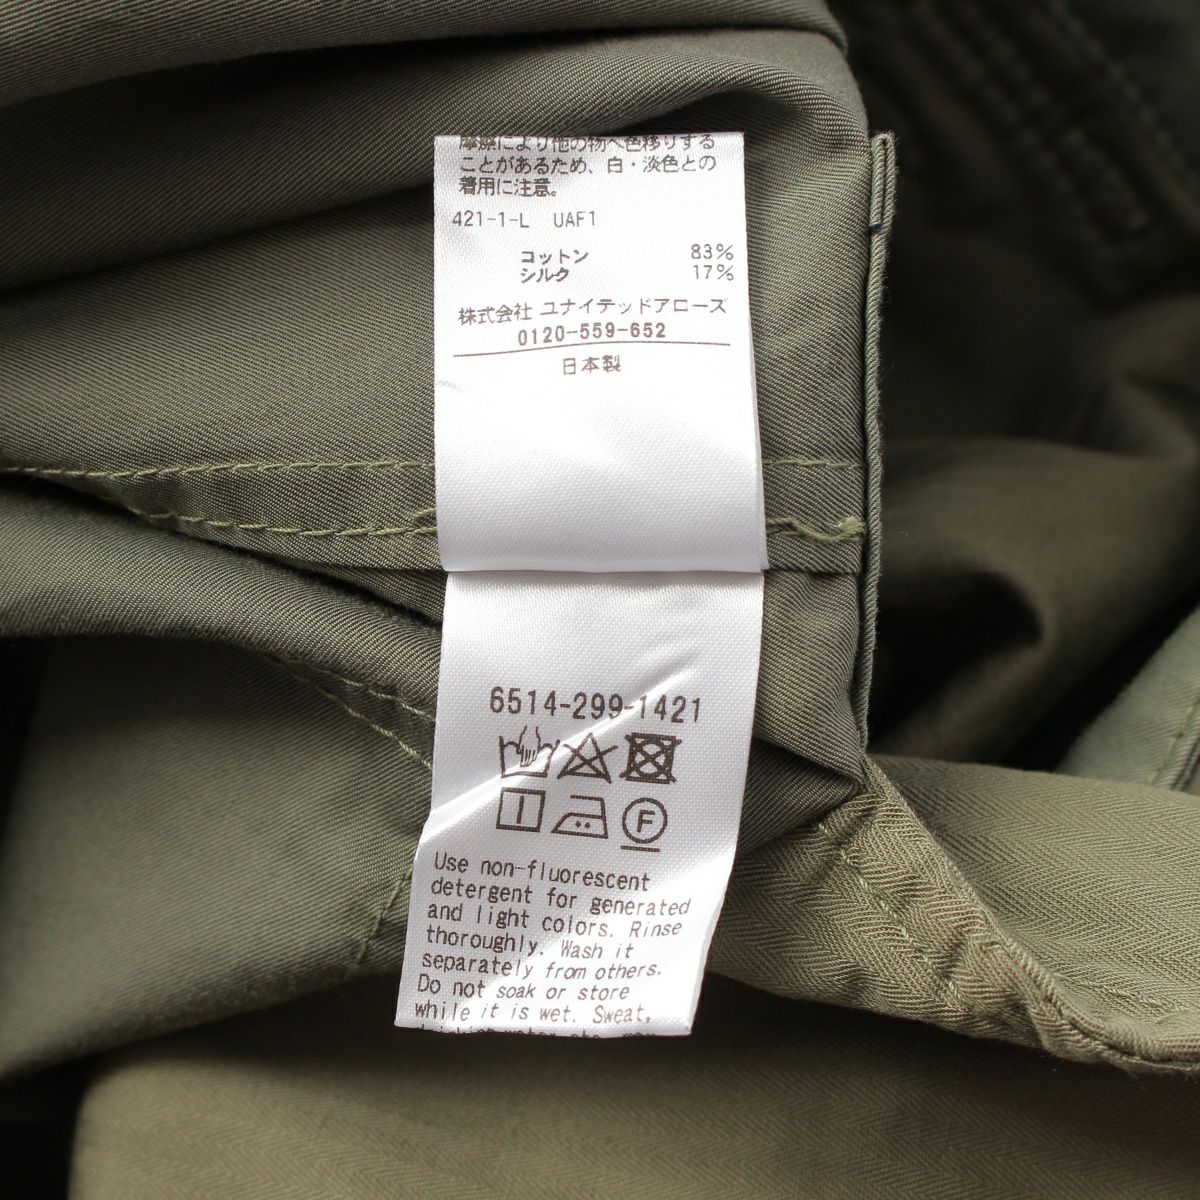 摩擦により他の物へ色移りする
ことがあるため、白・淡色との
着用に注意。
421-1-L UAF1
コットン 83%
シルク 17%
株式会社 ユナイテッドアローズ
0120-559-652
日本製
6514-299-1421
I F
Use non-fluorescent
detergent for generated
and light colors. Rinse
thoroughly. Wash it
separately from others.
Do not soak or store
while it is wet. Sweat,